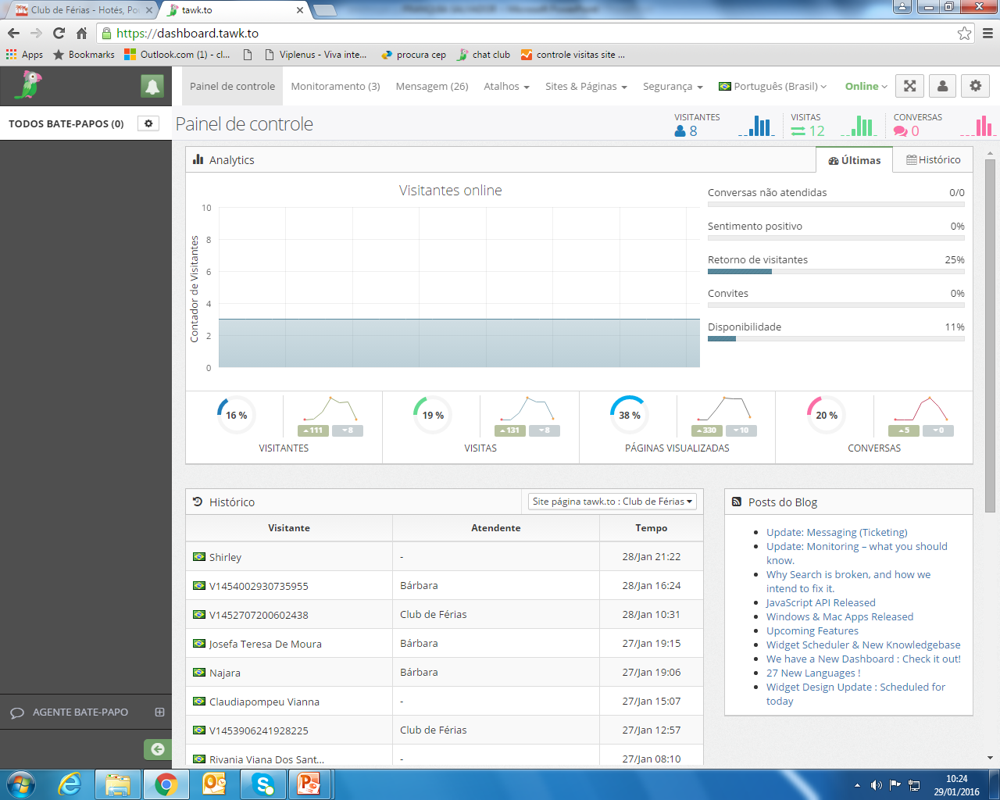 Club de Férias - Hotés, Po
tawk.to
https://dashboard.tawk.to
Apps
Bookmarks
Outlook.com (1) - cl...
Viplenus - Viva inte...
procura cep
chat club
controle visitas site ...
Painel de controle
Monitoramento (3)
Mensagem (26)
Atalhos
Sites & Páginas
Segurança
Português (Brasil)
Online
TODOS BATE-PAPOS (0)
Painel de controle
VISITANTES
8
VISITAS
12
CONVERSAS
0
Analytics
Últimas
Histórico
Visitantes online
Contador de Visitantes
10
8
6
4
2
0
Conversas não atendidas 0/0
Sentimento positivo 0%
Retorno de visitantes 25%
Convites 0%
Disponibilidade 11%
16 %
111
8
VISITANTES
19 %
131
8
VISITAS
38 %
330
10
PÁGINAS VISUALIZADAS
20 %
5
0
CONVERSAS
Histórico
Site página tawk.to : Club de Férias
Visitante Atendente Tempo
Shirley - 28/Jan 21:22
V1454002930735955 Bárbara 28/Jan 16:24
V1452707200602438 Club de Férias 28/Jan 10:31
Josefa Teresa De Moura Bárbara 27/Jan 19:15
Najara Bárbara 27/Jan 19:06
Claudiapompeu Vianna - 27/Jan 15:07
V1453906241928225 Club de Férias 27/Jan 12:57
Rivania Viana Dos Sant... - 27/Jan 08:10
Posts do Blog
Update: Messaging (Ticketing)
Update: Monitoring – what you should
know.
Why Search is broken, and how we
intend to fix it.
JavaScript API Released
Windows & Mac Apps Released
Upcoming Features
Widget Scheduler & New Knowledgebase
We have a New Dashboard : Check it out!
27 New Languages !
Widget Design Update : Scheduled for
today
AGENTE BATE-PAPO
10:24
29/01/2016